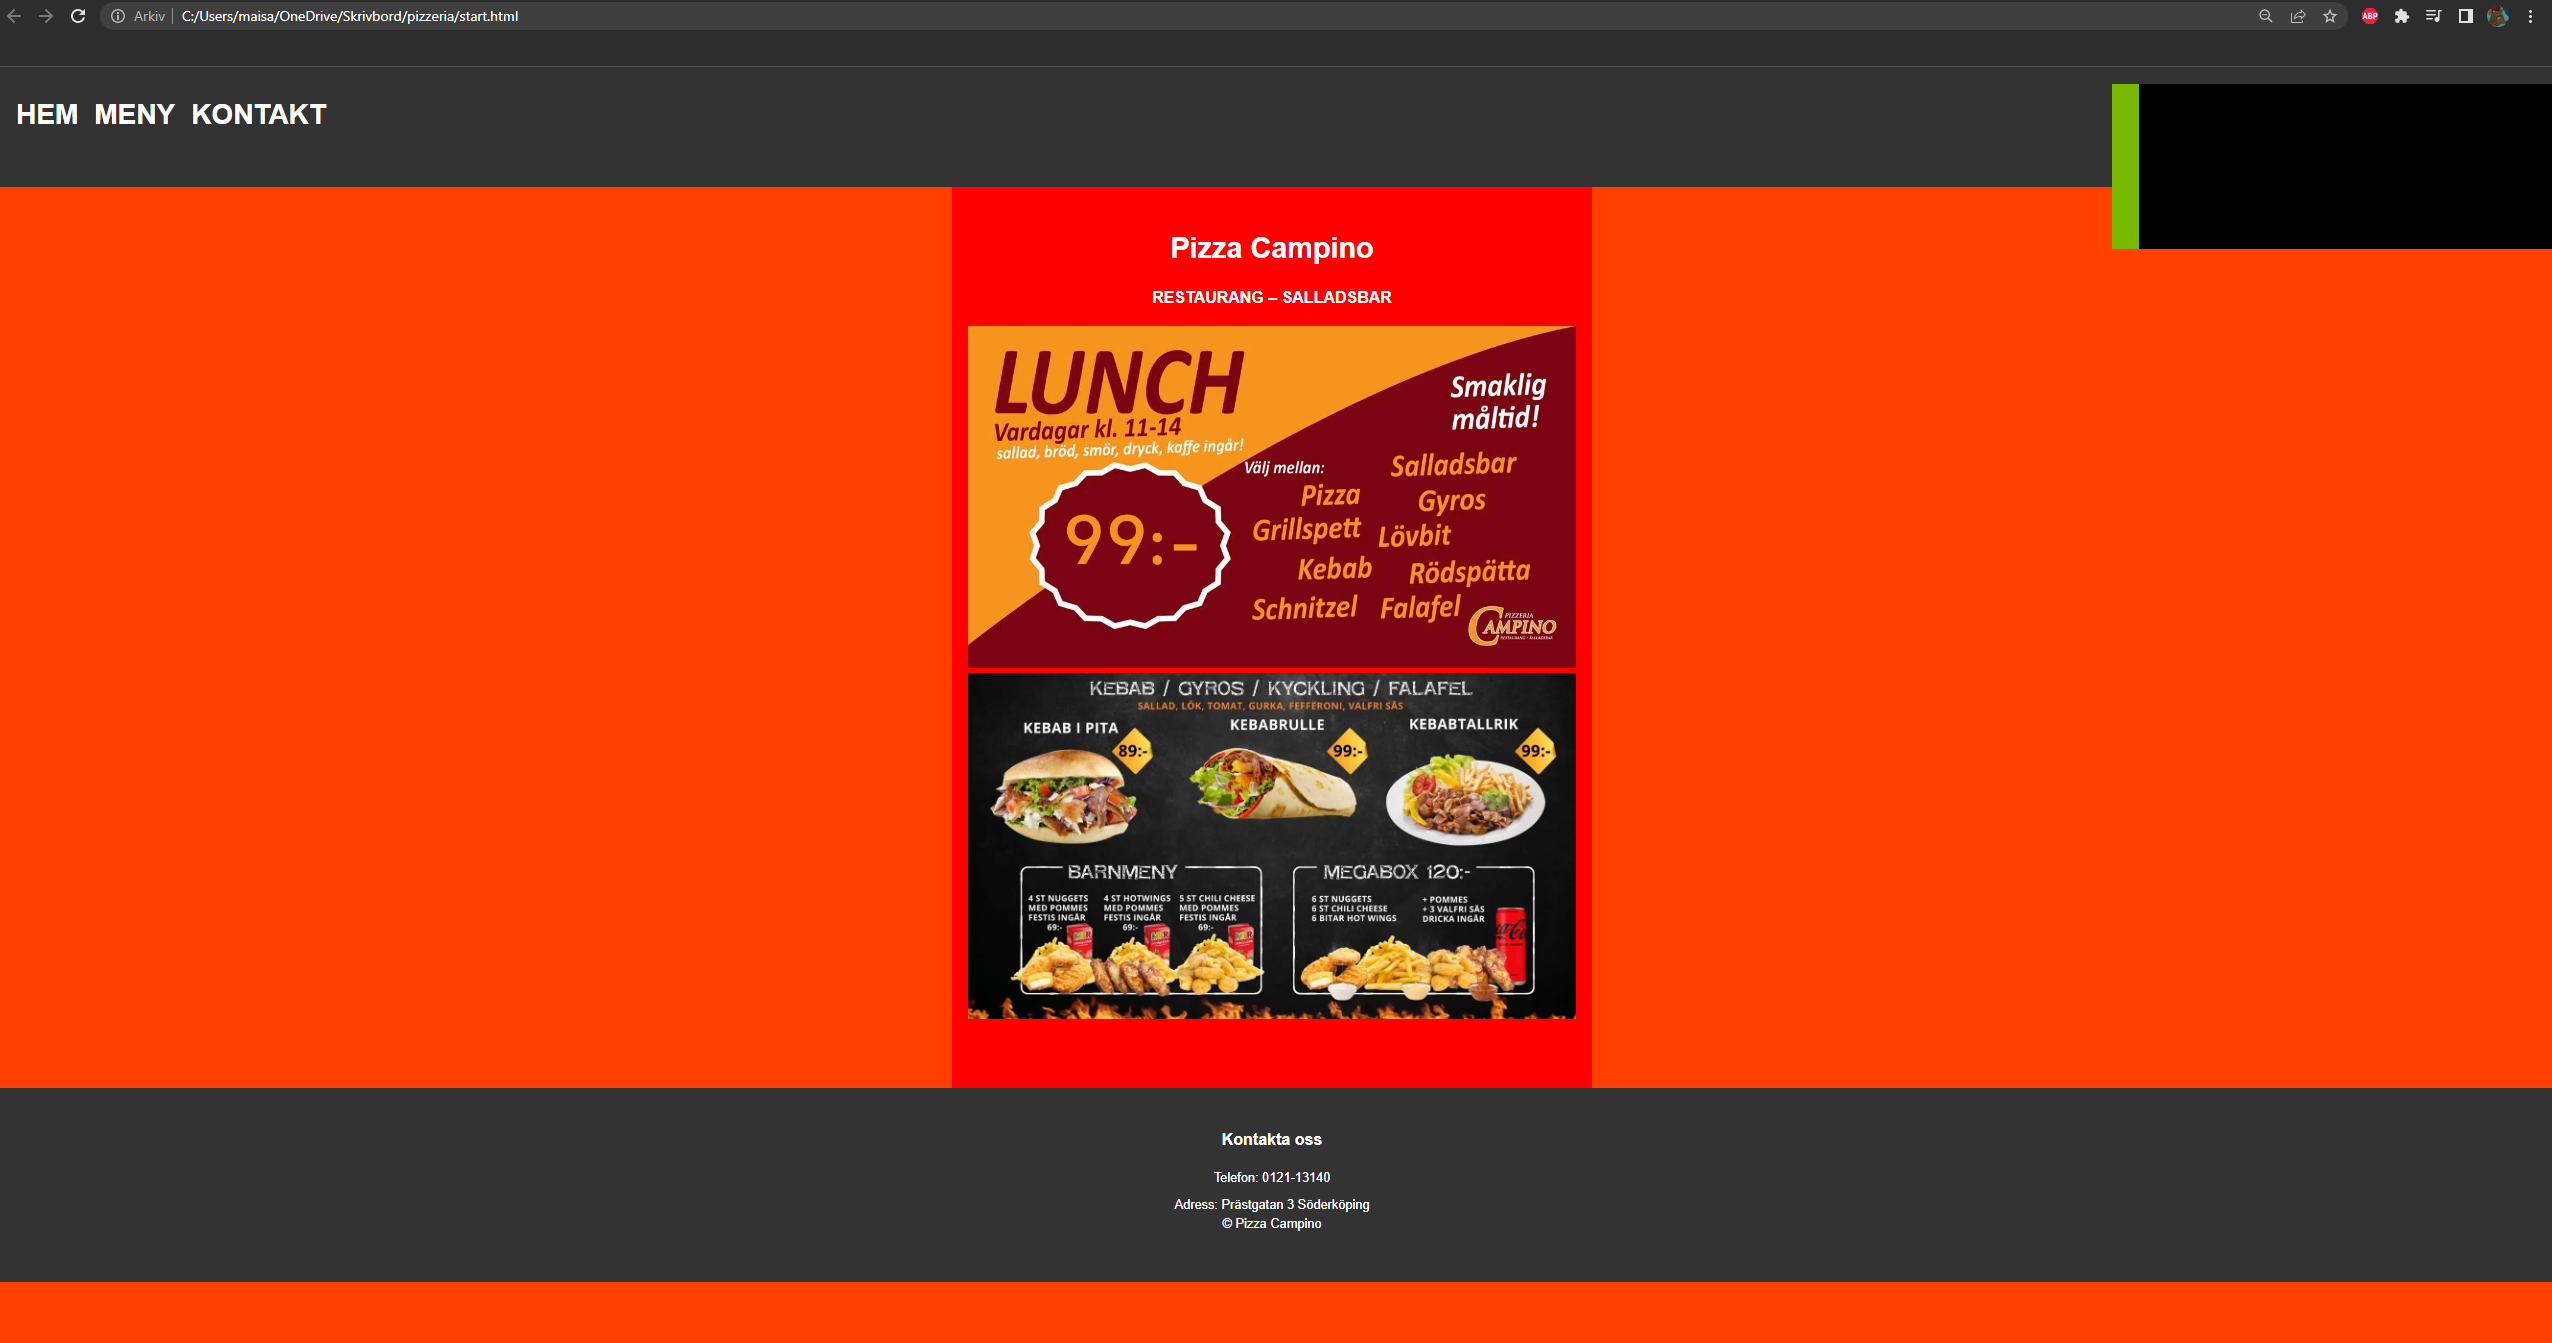 Arkiv C:/Users/maisa/OneDrive/Skrivbord/pizzeria/start.html
ABP
HEM MENY KONTAKT
Pizza Campino
RESTAURANG – SALLADSBAR
LUNCH
Vardagar kl. 11-14
sallad, bröd, smör, dryck, kaffe ingår!
99:-
Smaklig
måltid!
Välj mellan:
Salladsbar
Pizza
Gyros
Grillspett
Lövbit
Kebab
Rödspätta
Schnitzel
Falafel
PIZZERIA
CAMPINO
RESTAURANG - SALLADSBAR
KEBAB / GYROS / KYCKLING / FALAFEL
SALLAD, LÖK, TOMAT, GURKA, FEFFERONI, VALFRI SÅS
KEBAB I PITA
89:-
KEBABRULLE
99:-
KEBABTALLRIK
99:-
BARNMENY
4 ST NUGGETS
MED POMMES
FESTIS INGÅR
69:-
4 ST HOTWINGS
MED POMMES
FESTIS INGÅR
69:-
5 ST CHILI CHEESE
MED POMMES
FESTIS INGÅR
69:-
MEGABOX 120:-
6 ST NUGGETS
6 ST CHILI CHEESE
6 BITAR HOT WINGS
+ POMMES
+ 3 VALFRI SÅS
DRICKA INGÅR
Kontakta oss
Telefon: 0121-13140
Adress: Prästgatan 3 Söderköping
© Pizza Campino